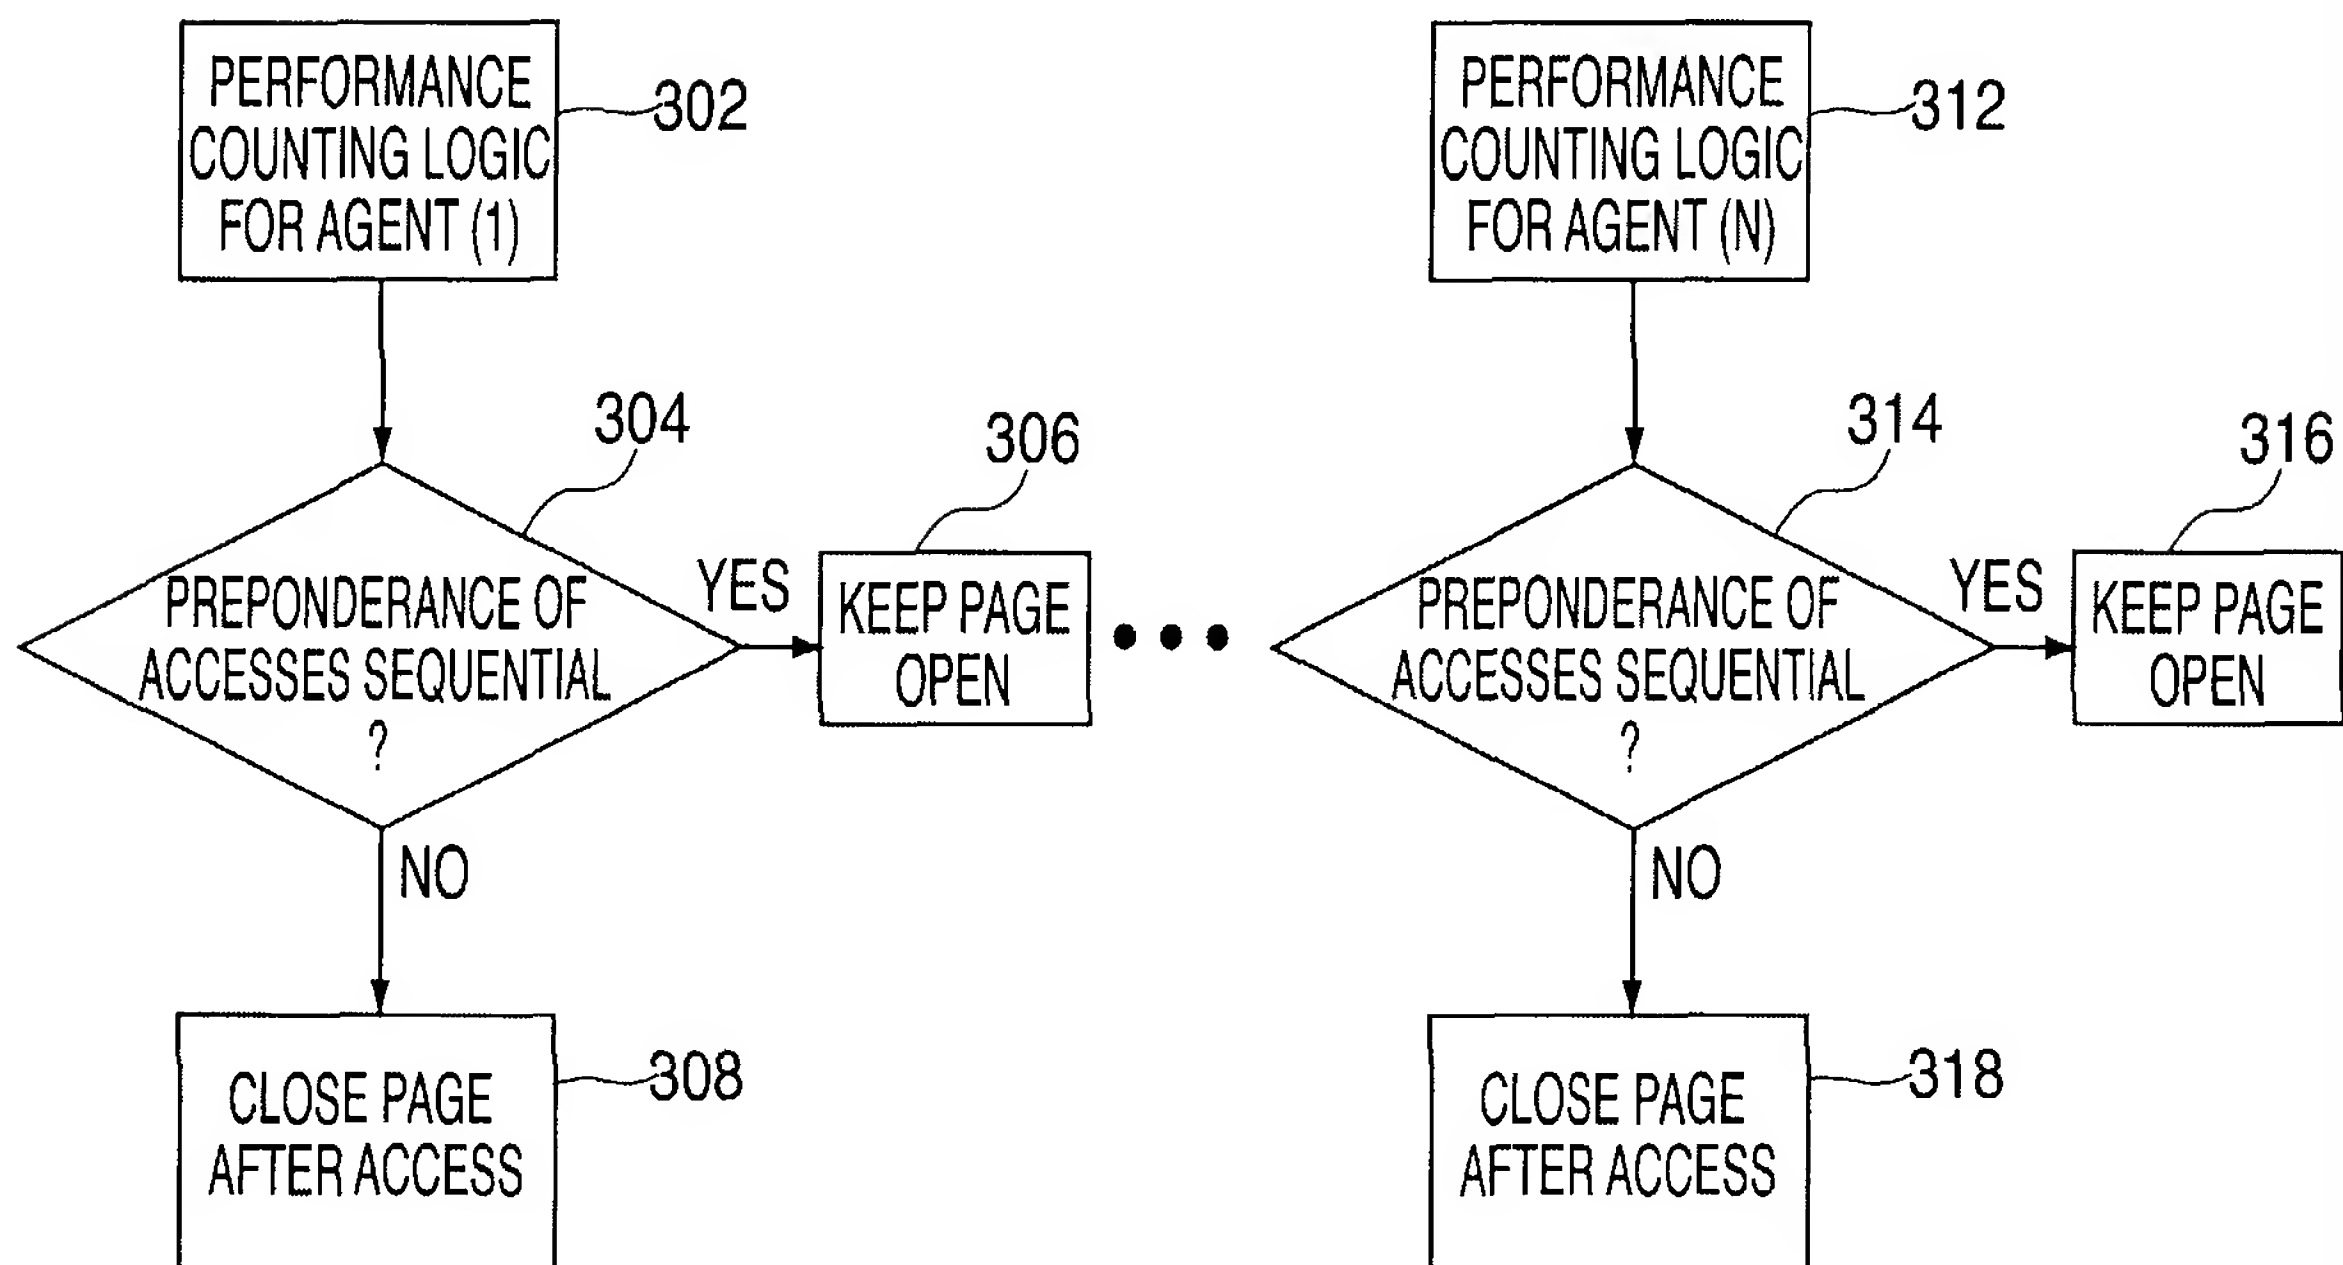 PERFORMANCE
COUNTING LOGIC
FOR AGENT (1)
302
304
PREPONDERANCE OF
ACCESSES SEQUENTIAL
?
YES
306
KEEP PAGE
OPEN
NO
308
CLOSE PAGE
AFTER ACCESS
PERFORMANCE
COUNTING LOGIC
FOR AGENT (N)
312
314
PREPONDERANCE OF
ACCESSES SEQUENTIAL
?
YES
316
KEEP PAGE
OPEN
NO
318
CLOSE PAGE
AFTER ACCESS